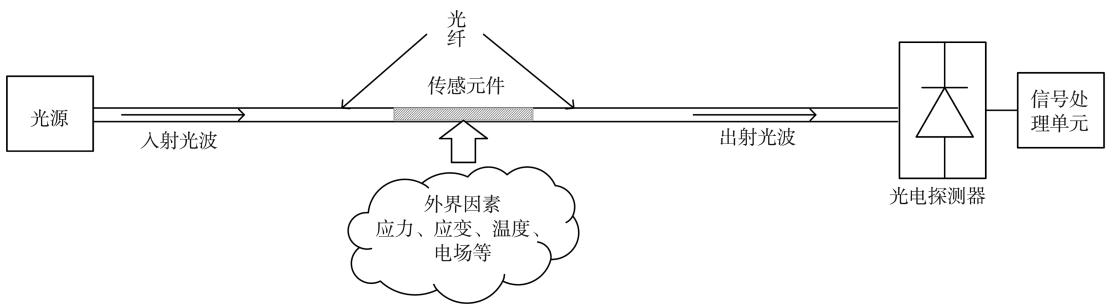 光
纤
传感元件
光源
入射光波
出射光波
信号处
理单元
光电探测器
外界因素
应力、应变、温度、
电场等